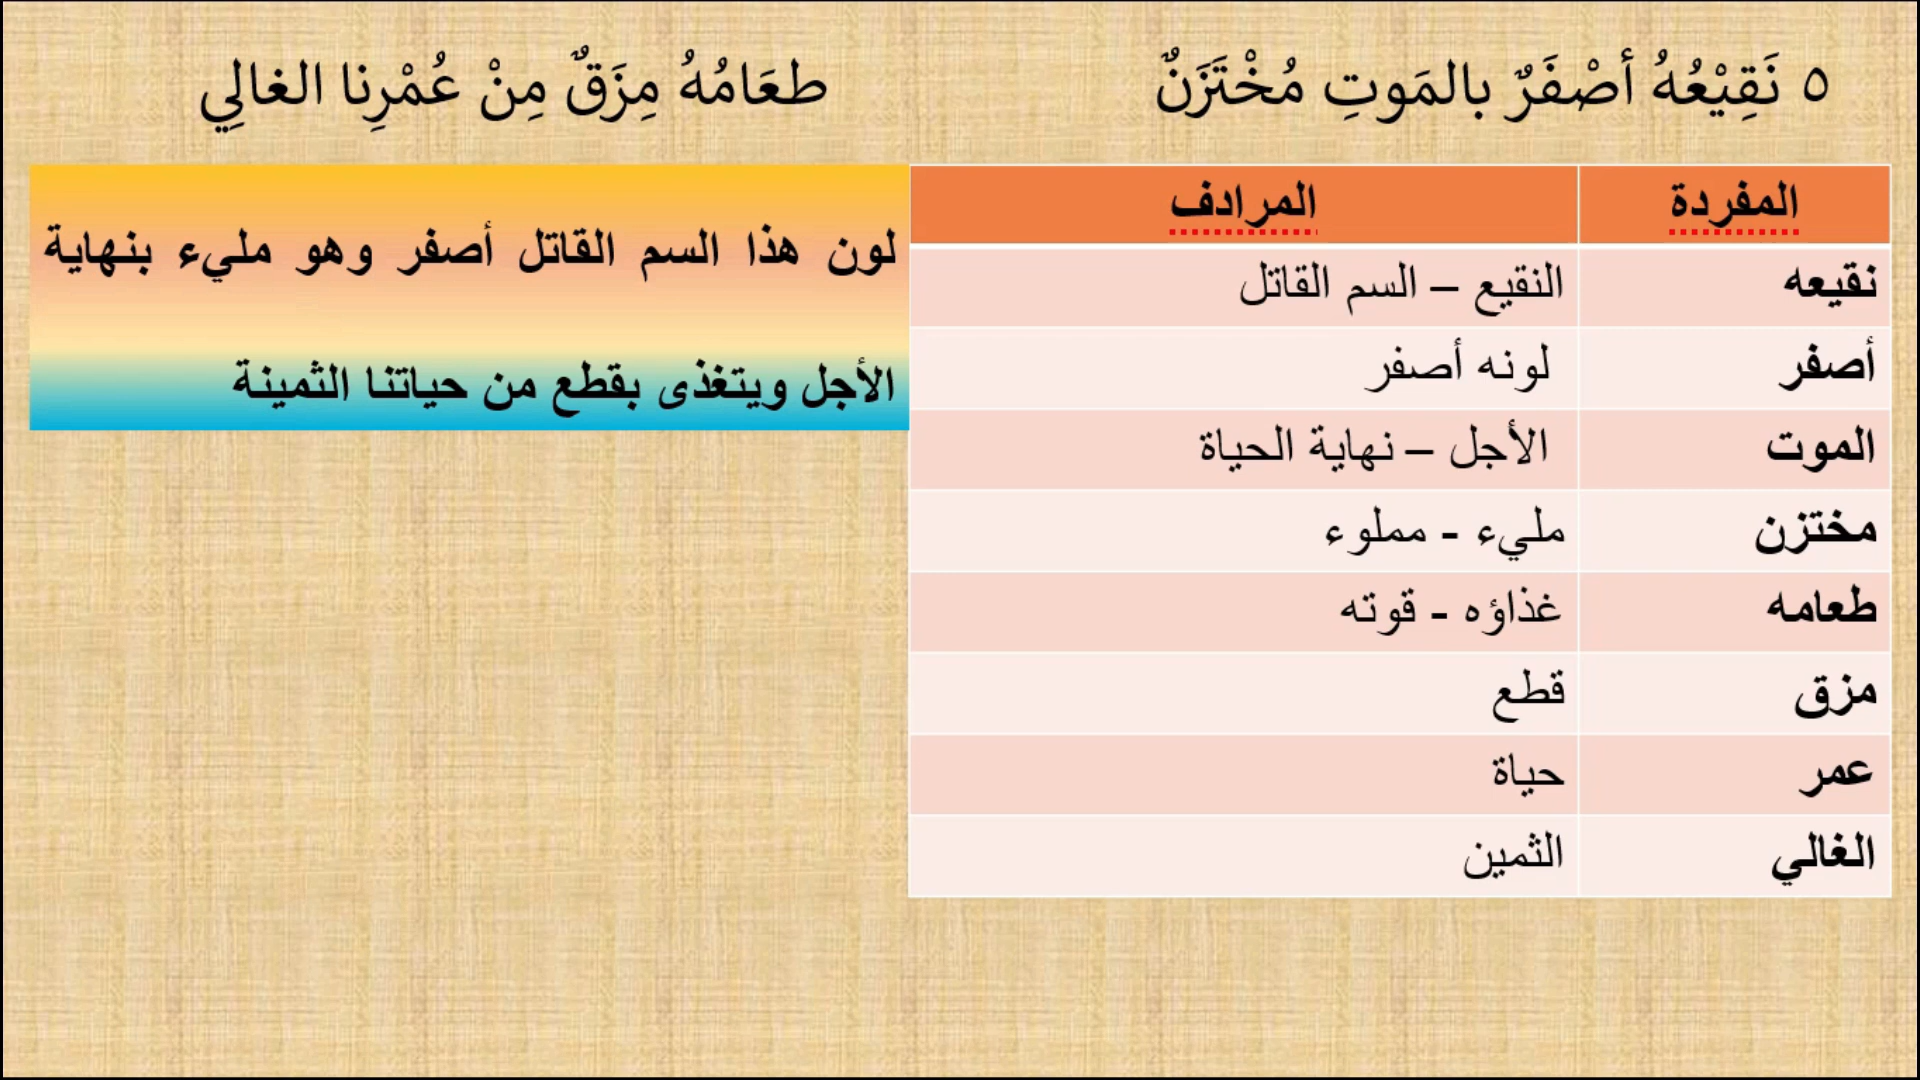 ٥ نَقِيْعُهُ أصْفَرٌ بالمَوتِ مُخْتَزَنٌ طعَامُهُ مِزَقٌ مِنْ عُمْرِنا الغالِي
المفردة المرادف
نقيعه النقيع – السم القاتل
أصفر لونه أصفر
الموت الأجل – نهاية الحياة
مختزن مليء - مملوء
طعامه غذاؤه - قوته
مزق قطع
عمر حياة
الغالي الثمين
لون هذا السم القاتل أصفر وهو مليء بنهاية
الأجل ويتغذى بقطع من حياتنا الثمينة